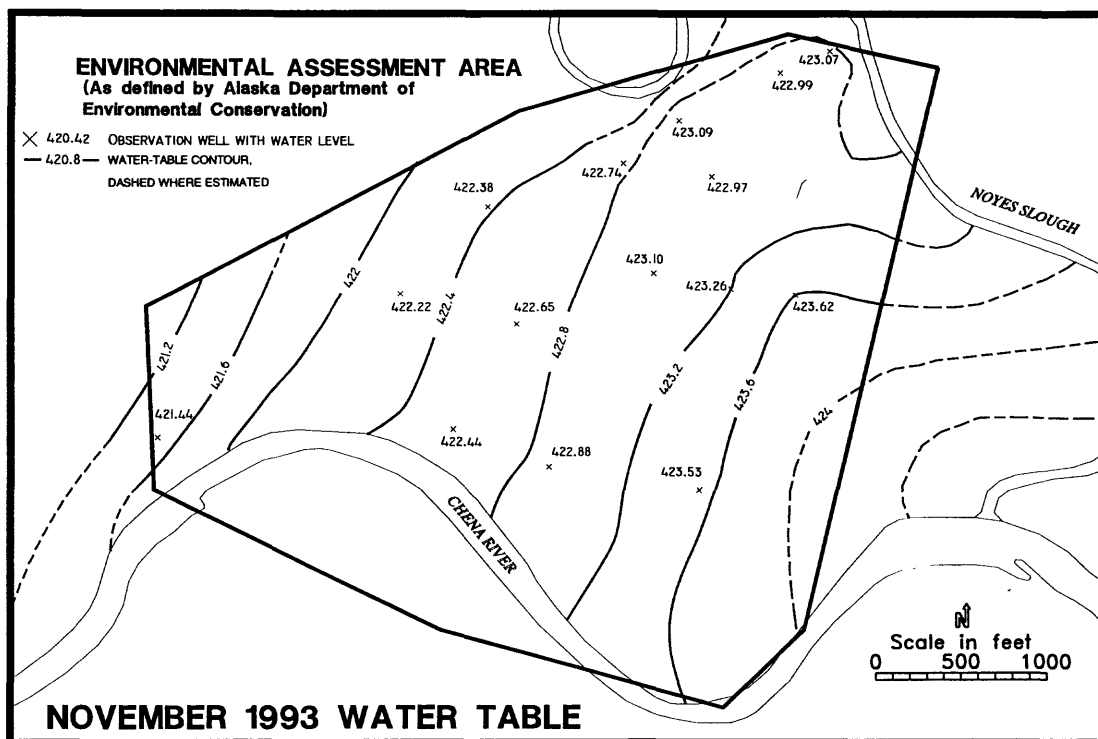 ENVIRONMENTAL ASSESSMENT AREA
(As defined by Alaska Department of
Environmental Conservation)
420.42 OBSERVATION WELL WITH WATER LEVEL
420.8 WATER-TABLE CONTOUR,
DASHED WHERE ESTIMATED
423.07
422.99
423.09
422.74
422.97
422.38
NOYES SLOUGH
423.10
422
423.26
422.22
422.4
422.65
423.62
422.8
421.2
421.6
423.2
423.6
424
421.44
422.44
422.88
423.53
CHENA RIVER
N
Scale in feet
0 500 1000
NOVEMBER 1993 WATER TABLE